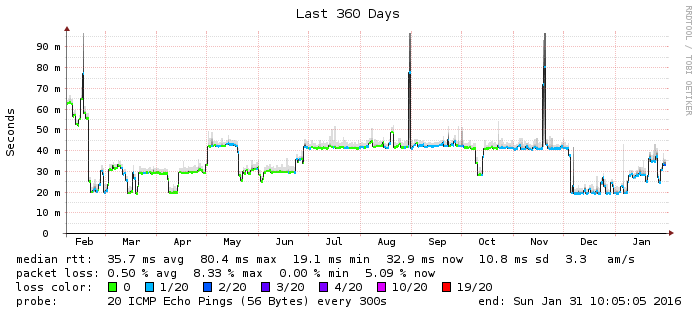 Last 360 Days
RRDTOOL / TOBI OETIKER
Seconds
90 m
80 m
70 m
60 m
50 m
40 m
30 m
20 m
10 m
0
Feb Mar Apr May Jun Jul Aug Sep Oct Nov Dec Jan
median rtt: 35.7 ms avg 80.4 ms max 19.1 ms min 32.9 ms now 10.8 ms sd 3.3 am/s
packet loss: 0.50 % avg 8.33 % max 0.00 % min 5.09 % now
loss color: 0 1/20 2/20 3/20 4/20 10/20 19/20
probe: 20 ICMP Echo Pings (56 Bytes) every 300s end: Sun Jan 31 10:05:05 2016